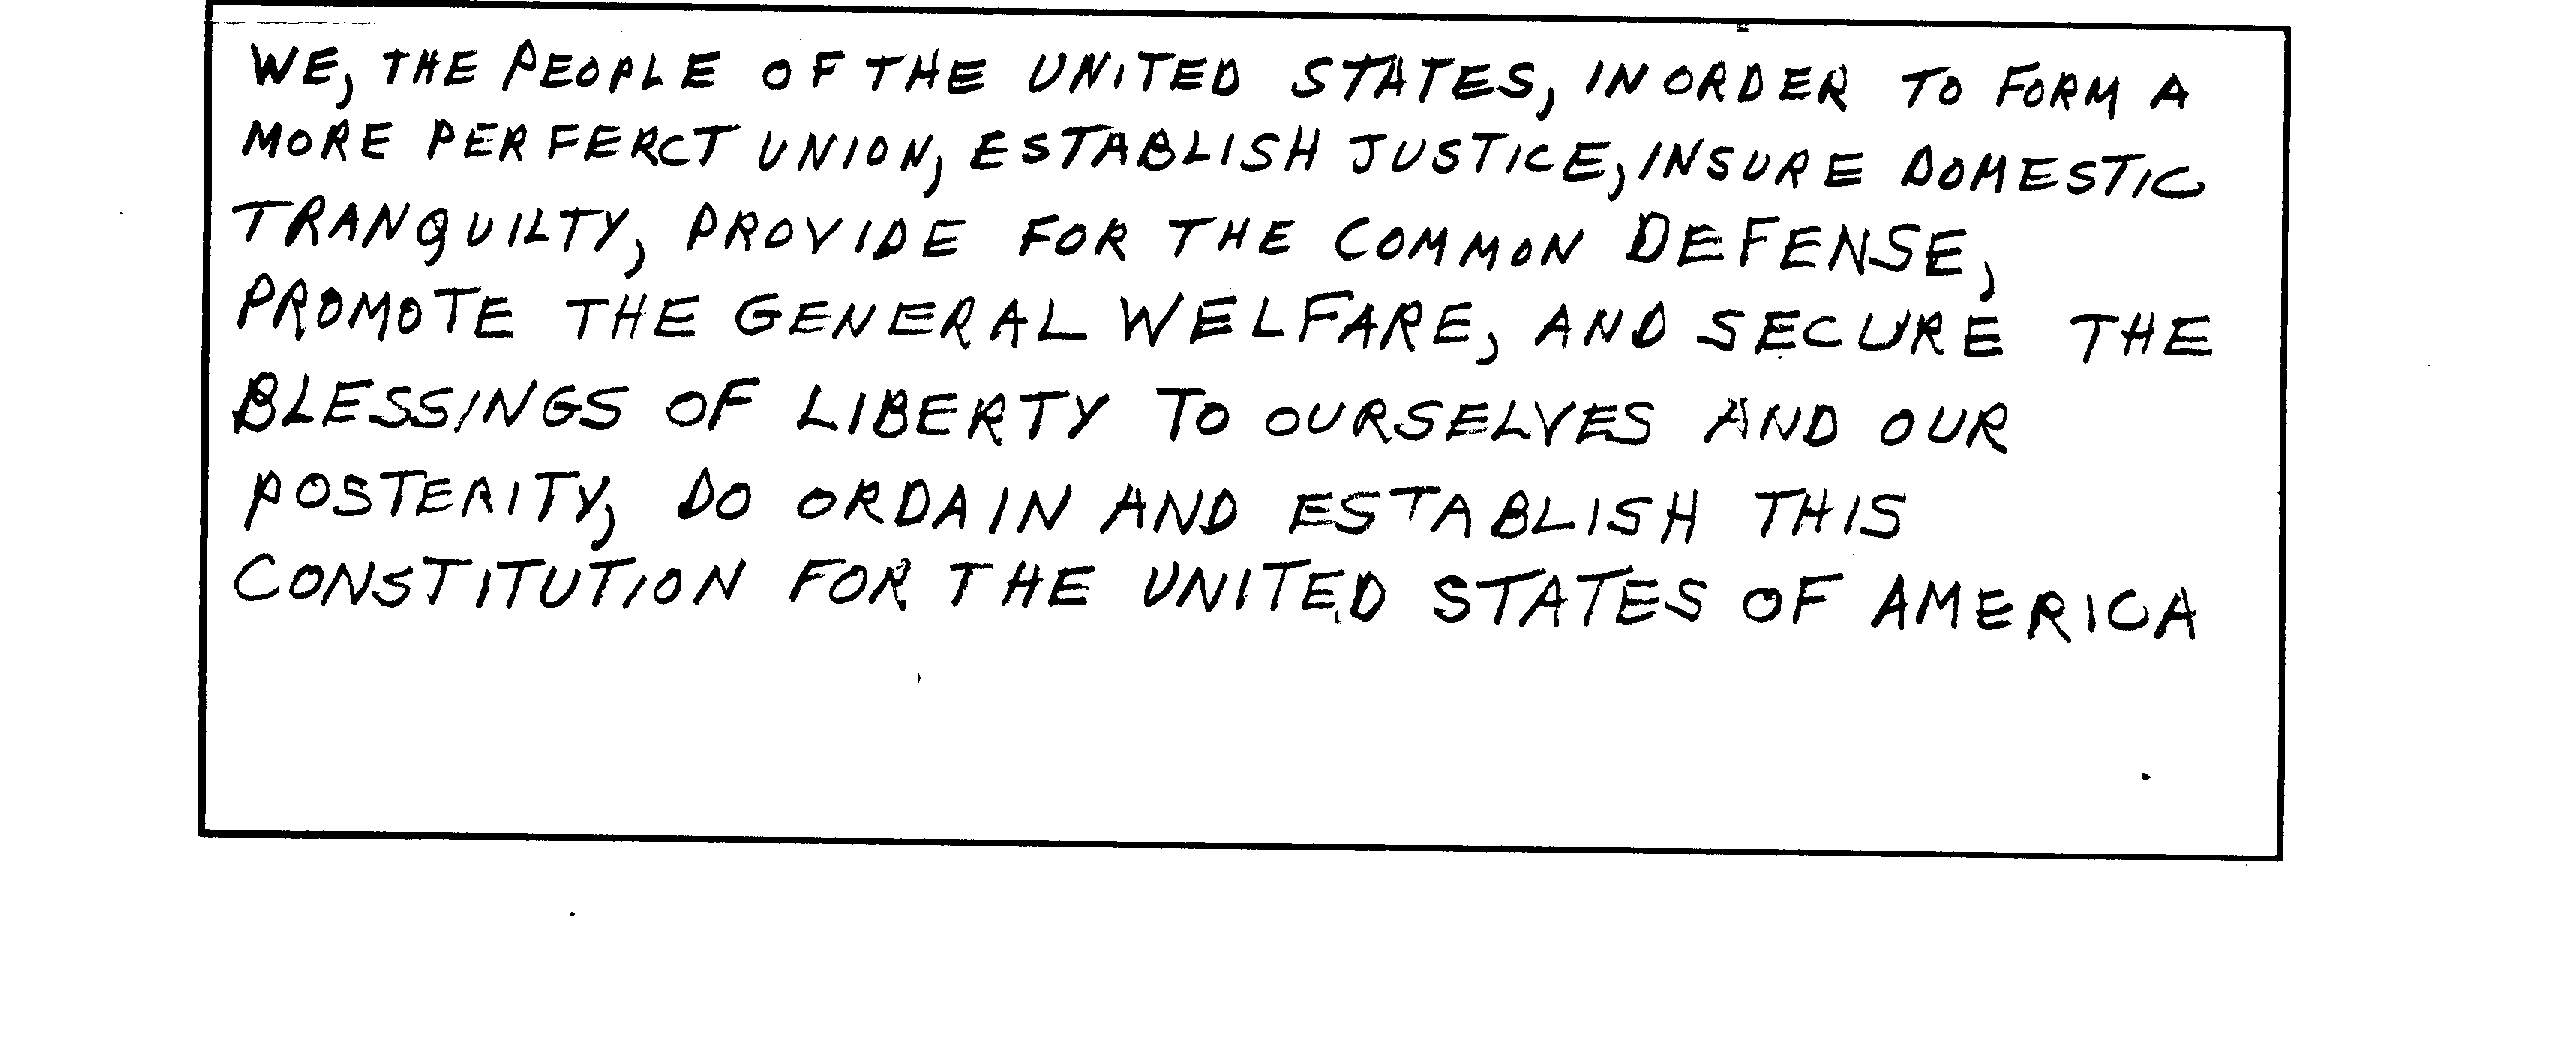 WE, THE PEOPLE OF THE UNITED STATES, IN ORDER TO FORM A
MORE PERFERCT UNION, ESTABLISH JUSTICE, INSURE DOMESTIC
TRANQUILTY, PROVIDE FOR THE COMMON DEFENSE,
PROMOTE THE GENERAL WELFARE, AND SECURE THE
BLESSINGS OF LIBERTY TO OURSELVES AND OUR
POSTERITY, DO ORDAIN AND ESTABLISH THIS
CONSTITUTION FOR THE UNITED STATES OF AMERICA